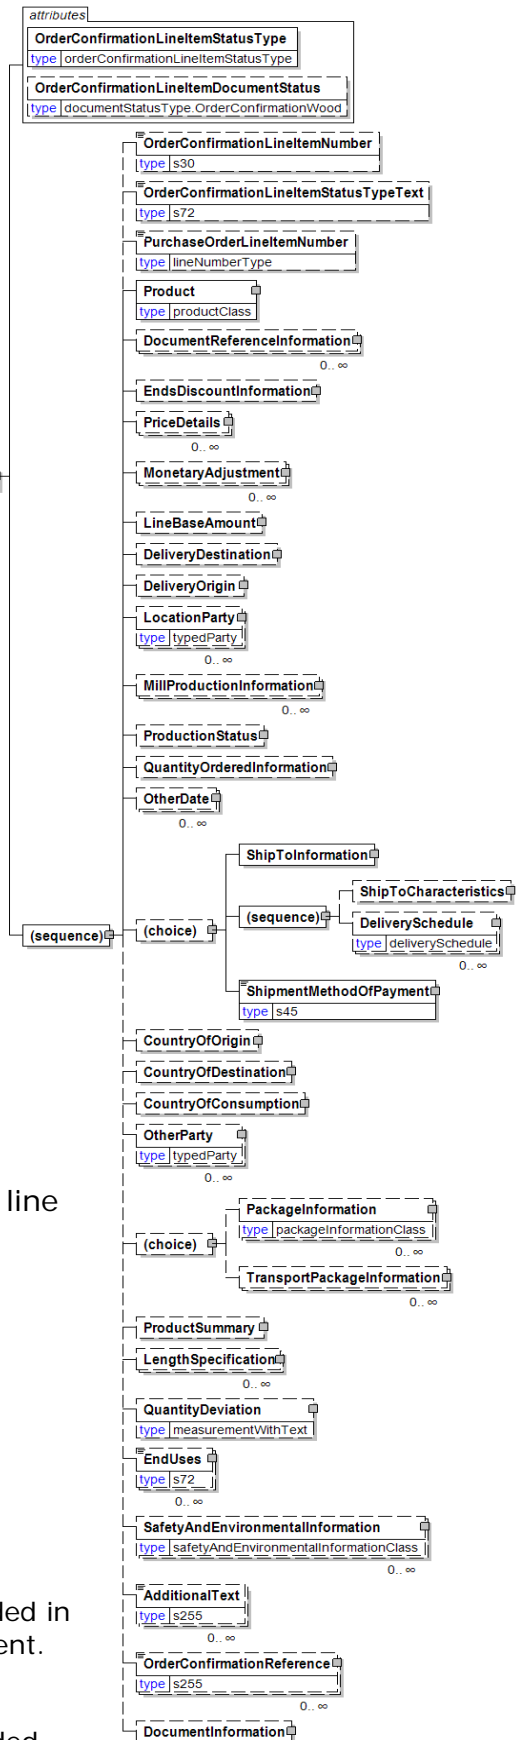 attributes
OrderConfirmationLineItemStatusType
type orderConfirmationLineItemStatusType
OrderConfirmationLineItemDocumentStatus
type documentStatusType.OrderConfirmationWood
OrderConfirmationLineItemNumber
type s30
OrderConfirmationLineItemStatusTypeText
type s72
PurchaseOrderLineItemNumber
type lineNumberType
Product
type productClass
DocumentReferenceInformation
0.. ∞
EndsDiscountInformation
PriceDetails
0.. ∞
MonetaryAdjustment
0.. ∞
LineBaseAmount
DeliveryDestination
DeliveryOrigin
LocationParty
type typedParty
0.. ∞
MillProductionInformation
0.. ∞
ProductionStatus
QuantityOrderedInformation
OtherDate
0.. ∞
ShipToInformation
ShipToCharacteristics
(sequence)
DeliverySchedule
type deliverySchedule
0.. ∞
(sequence)
(choice)
ShipmentMethodOfPayment
type s45
CountryOfOrigin
CountryOfDestination
CountryOfConsumption
OtherParty
type typedParty
0.. ∞
line
PackageInformation
type packageInformationClass
0.. ∞
(choice)
TransportPackageInformation
0.. ∞
ProductSummary
LengthSpecification
0.. ∞
QuantityDeviation
type measurementWithText
EndUses
type s72
0.. ∞
SafetyAndEnvironmentalInformation
type safetyAndEnvironmentalInformationClass
0.. ∞
AdditionalText
type s255
0.. ∞
led in
ent.
OrderConfirmationReference
type s255
0.. ∞
DocumentInformation